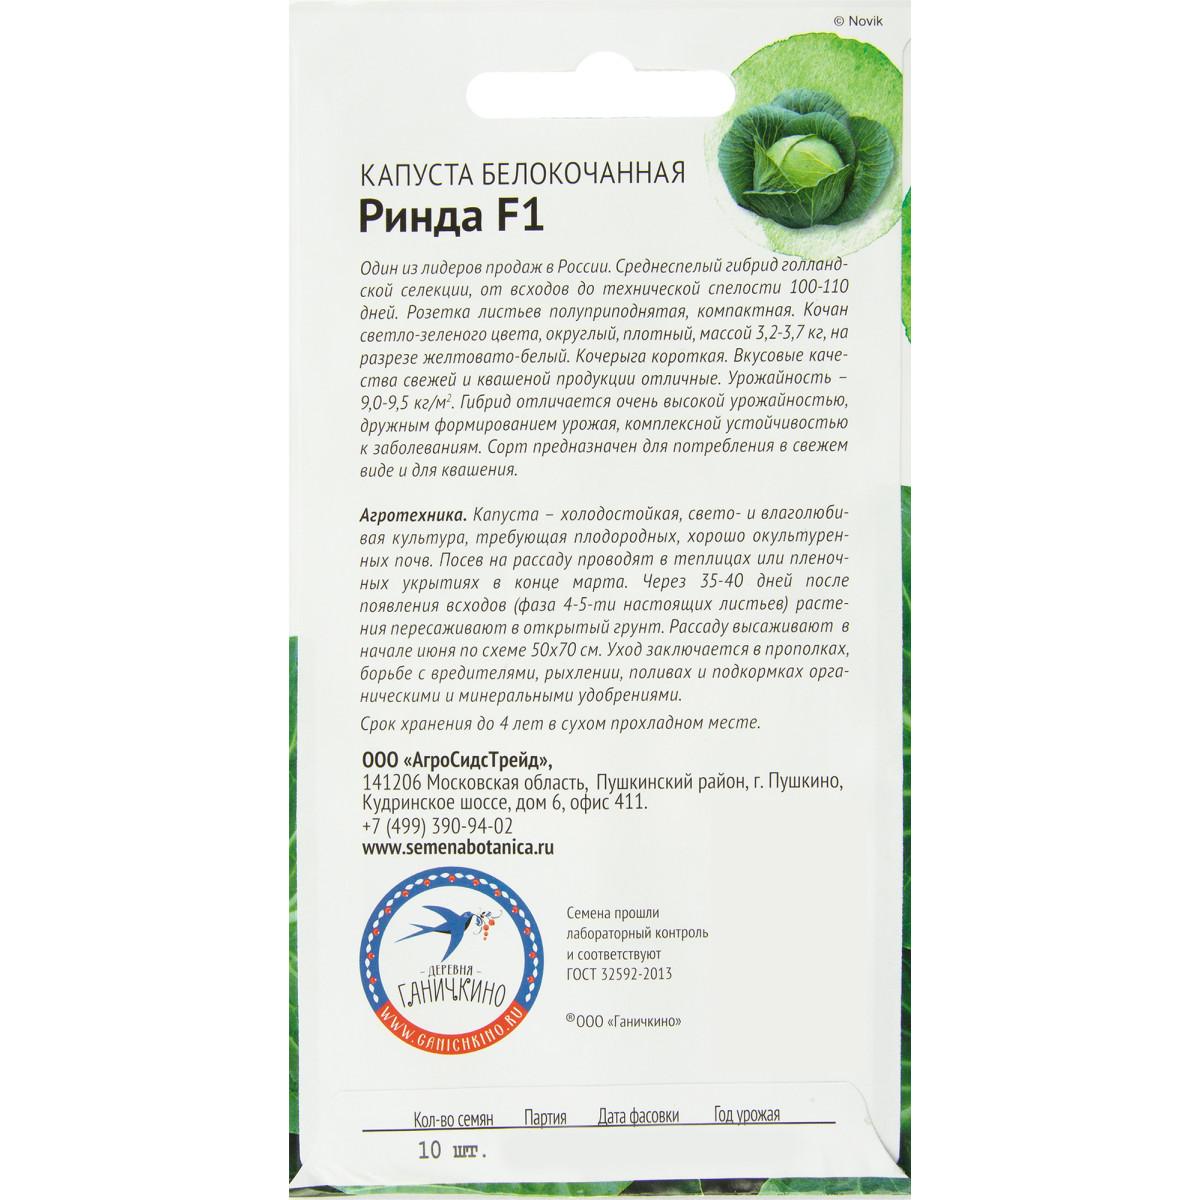 © Novik
КАПУСТА БЕЛОКОЧАННАЯ
Ринда F1
Один из лидеров продаж в России. Среднеспелый гибрид голланд-
ской селекции, от всходов до технической спелости 100-110
дней. Розетка листьев полуприподнятая, компактная. Кочан
светло-зеленого цвета, округлый, плотный, массой 3,2-3,7 кг, на
разрезе желтовато-белый. Кочерыга короткая. Вкусовые каче-
ства свежей и квашеной продукции отличные. Урожайность –
9,0-9,5 кг/м². Гибрид отличается очень высокой урожайностью,
дружным формированием урожая, комплексной устойчивостью
к заболеваниям. Сорт предназначен для потребления в свежем
виде и для квашения.
Агротехника. Капуста – холодостойкая, свето- и влаголюби-
вая культура, требующая плодородных, хорошо окультурен-
ных почв. Посев на рассаду проводят в теплицах или пленоч-
ных укрытиях в конце марта. Через 35-40 дней после
появления всходов (фаза 4-5-ти настоящих листьев) расте-
ния пересаживают в открытый грунт. Рассаду высаживают в
начале июня по схеме 50х70 см. Уход заключается в прополках,
борьбе с вредителями, рыхлении, поливах и подкормках орга-
ническими и минеральными удобрениями.
Срок хранения до 4 лет в сухом прохладном месте.
ООО «АгроСидсТрейд»,
141206 Московская область, Пушкинский район, г. Пушкино,
Кудринское шоссе, дом 6, офис 411.
+7 (499) 390-94-02
www.semenabotanica.ru
– ДЕРЕВНЯ –
ГАНИЧКИНО
WWW.GANICHKINO.RU
Семена прошли
лабораторный контроль
и соответствуют
ГОСТ 32592-2013
®ООО «Ганичкино»
Кол-во семян Партия Дата фасовки Год урожая
10 шт.